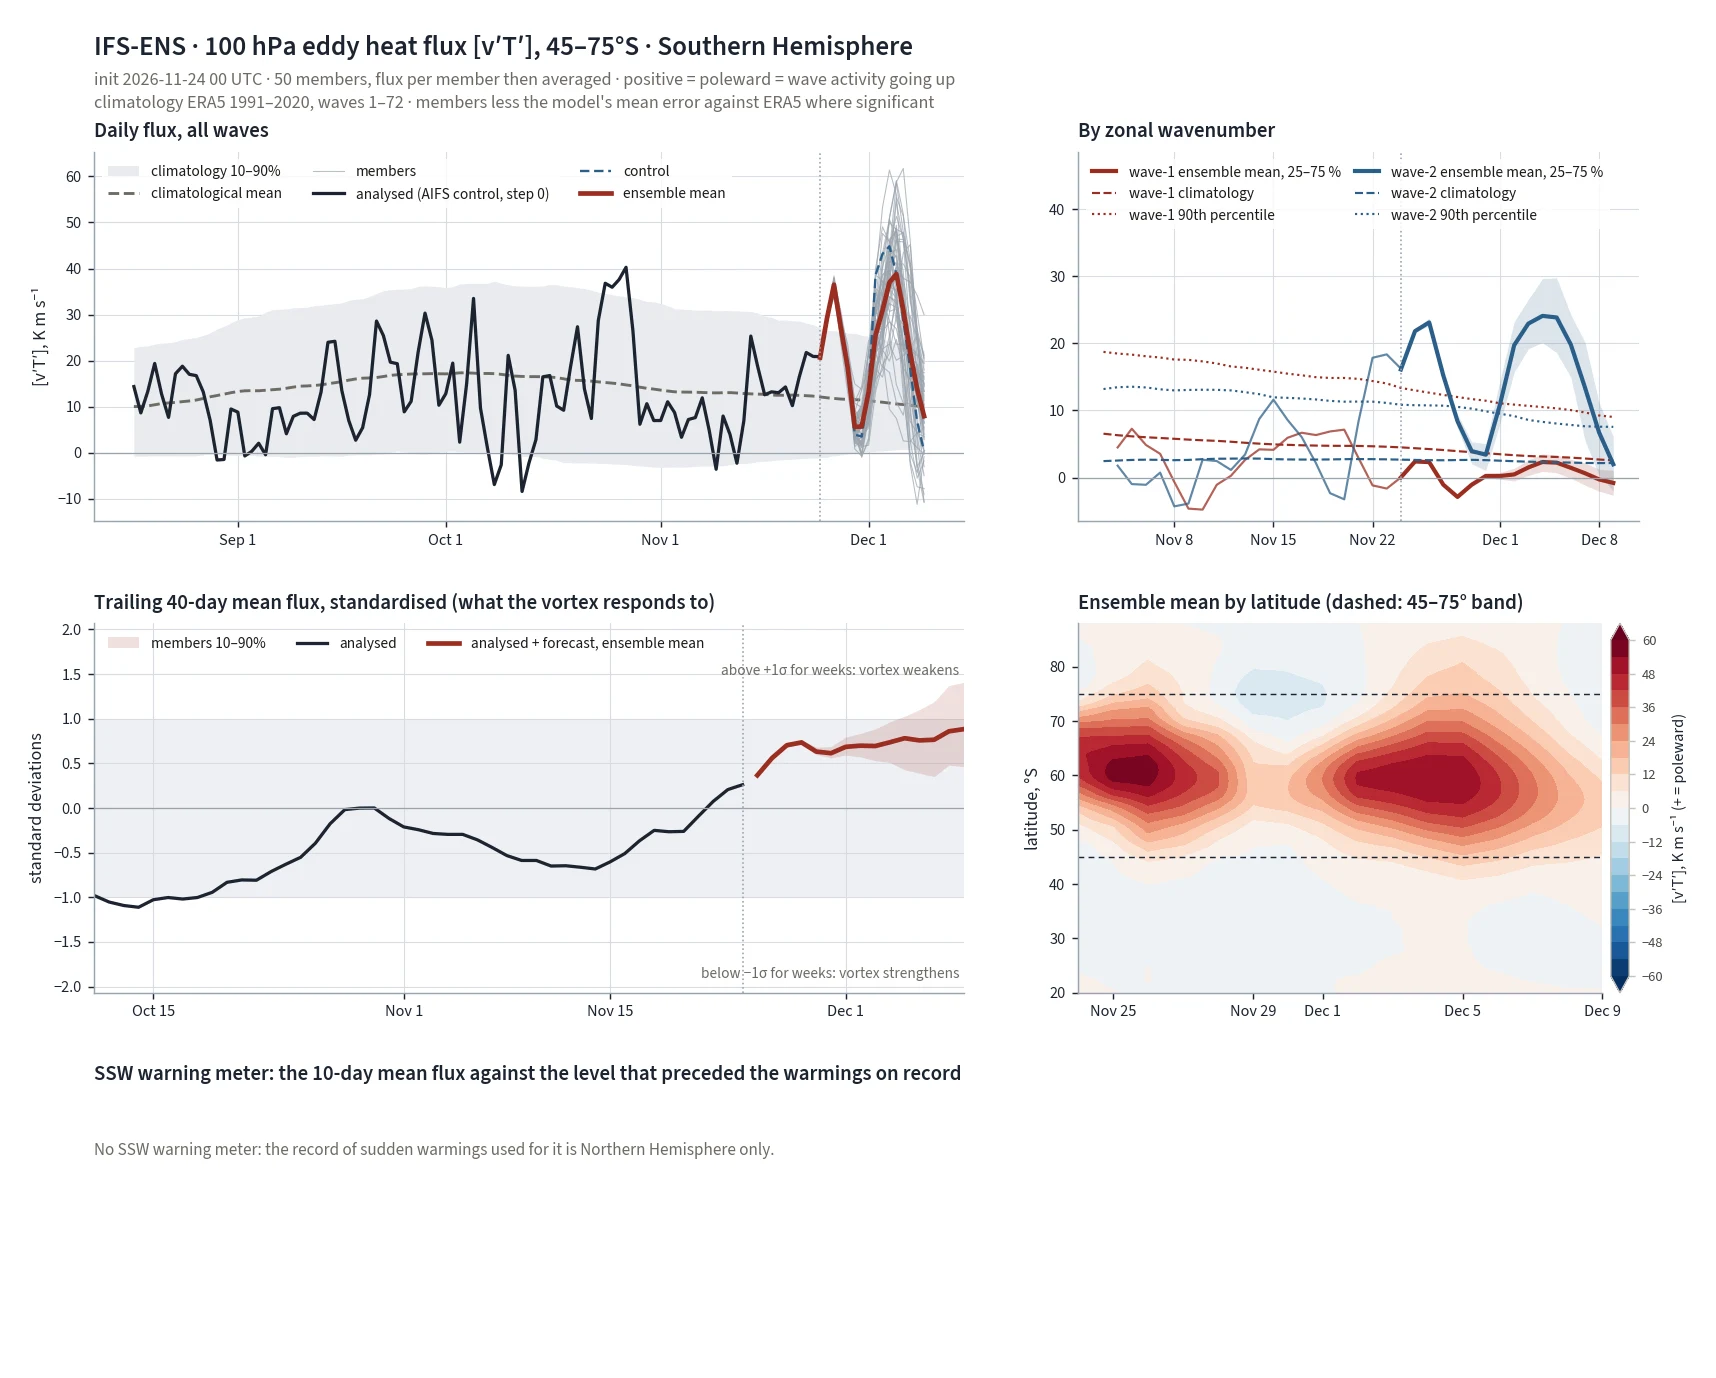 IFS-ENS · 100 hPa eddy heat flux [v′T′], 45–75°S · Southern Hemisphere
init 2026-11-24 00 UTC · 50 members, flux per member then averaged · positive = poleward = wave activity going up
climatology ERA5 1991–2020, waves 1–72 · members less the model's mean error against ERA5 where significant
Daily flux, all waves
climatology 10–90%
members
control
climatological mean
analysed (AIFS control, step 0)
ensemble mean
[v′T′], K m s⁻¹
60
50
40
30
20
10
0
−10
Sep 1
Oct 1
Nov 1
Dec 1
By zonal wavenumber
wave-1 ensemble mean, 25–75 %
wave-2 ensemble mean, 25–75 %
wave-1 climatology
wave-2 climatology
wave-1 90th percentile
wave-2 90th percentile
40
30
20
10
0
Nov 8
Nov 15
Nov 22
Dec 1
Dec 8
Trailing 40-day mean flux, standardised (what the vortex responds to)
members 10–90%
analysed
analysed + forecast, ensemble mean
above +1σ for weeks: vortex weakens
below −1σ for weeks: vortex strengthens
standard deviations
2.0
1.5
1.0
0.5
0.0
−0.5
−1.0
−1.5
−2.0
Oct 15
Nov 1
Nov 15
Dec 1
Ensemble mean by latitude (dashed: 45–75° band)
latitude, °S
80
70
60
50
40
30
20
Nov 25
Nov 29
Dec 1
Dec 5
Dec 9
60
48
36
24
12
0
−12
−24
−36
−48
−60
[v′T′], K m s⁻¹ (+ = poleward)
SSW warning meter: the 10-day mean flux against the level that preceded the warmings on record
No SSW warning meter: the record of sudden warmings used for it is Northern Hemisphere only.